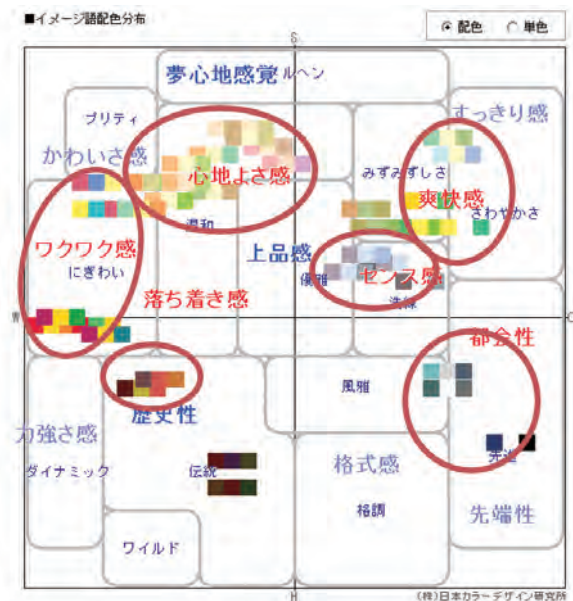 ■イメージ語配色分布
配色 単色
S
夢心地感覚 ルヘン
プリティ
すっきり感
かわいさ感
みずみずしさ
心地よさ感
爽快感
さわやかさ
温和
ワクワク感
上品感
にぎわい
優雅
センス感
洗練
落ち着き感
W
C
都会性
風雅
歴史性
力強さ感
ダイナミック
伝統
格式感
先進
格調
先端性
ワイルド
H
(株)日本カラーデザイン研究所